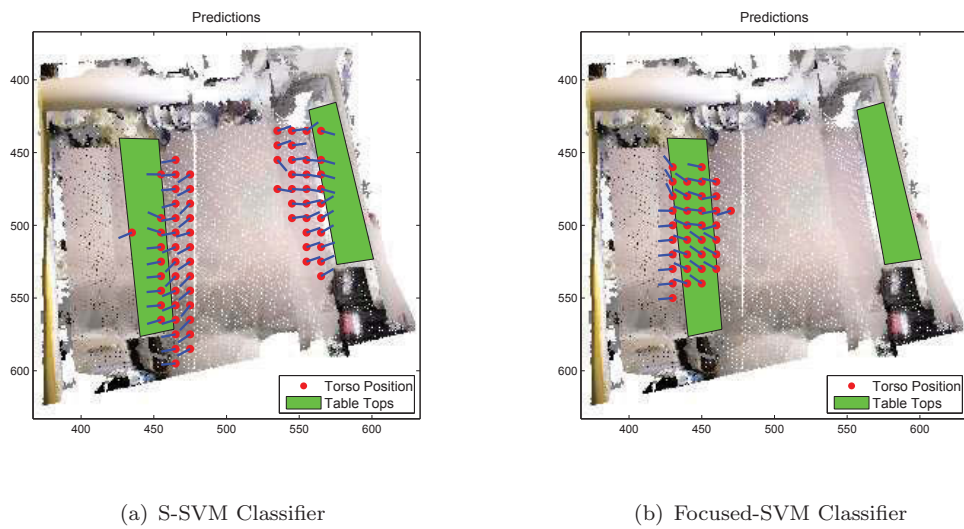 Predictions
400
450
500
550
600
400 450 500 550 600
Torso Position
Table Tops
(a) S-SVM Classifier
Predictions
400
450
500
550
600
400 450 500 550 600
Torso Position
Table Tops
(b) Focused-SVM Classifier